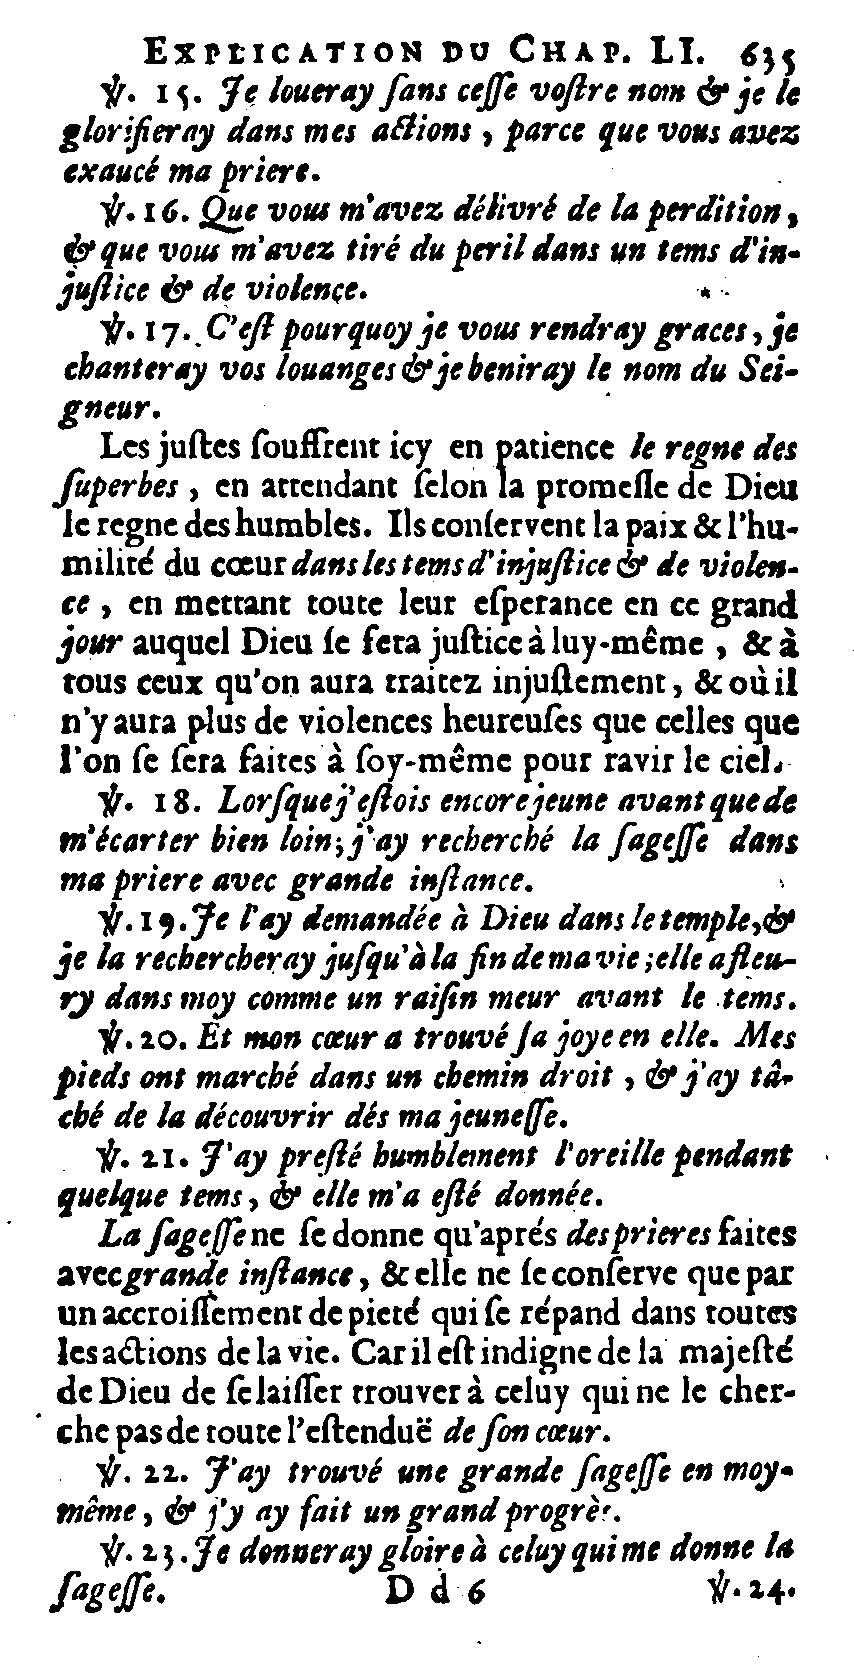 EXPLICATION DU CHAP. LI. 635
℣. 15. Je loueray ſans ceſſe voſtre nom & je le
glorifieray dans mes actions, parce que vous avez
exaucé ma priere.
℣. 16. Que vous m'avez délivré de la perdition,
& que vous m'avez tiré du peril dans un tems d'in-
juſtice & de violence.
℣. 17. C'eſt pourquoy je vous rendray graces, je
chanteray vos louanges & je beniray le nom du Sei-
gneur.
Les juſtes ſouffrent icy en patience le regne des
ſuperbes, en attendant ſelon la promeſſe de Dieu
le regne des humbles. Ils conſervent la paix & l'hu-
milité du cœur dans les tems d'injuſtice & de violen-
ce, en mettant toute leur eſperance en ce grand
jour auquel Dieu ſe fera juſtice à luy-même, & à
tous ceux qu'on aura traitez injuſtement, & où il
n'y aura plus de violences heureuſes que celles que
l'on ſe ſera faites à ſoy-même pour ravir le ciel.
℣. 18. Lorſque j'eſtois encore jeune avant que de
m'écarter bien loin; j'ay recherché la ſageſſe dans
ma priere avec grande inſtance.
℣. 19. Je l'ay demandée à Dieu dans le temple, &
je la rechercheray juſqu'à la fin de ma vie; elle a fleu-
ry dans moy comme un raiſin meur avant le tems.
℣. 20. Et mon cœur a trouvé ſa joye en elle. Mes
pieds ont marché dans un chemin droit, & j'ay tâ-
ché de la découvrir dés ma jeuneſſe.
℣. 21. J'ay preſté humblement l'oreille pendant
quelque tems, & elle m'a eſté donnée.
La ſageſſe ne ſe donne qu'aprés des prieres faites
avec grande inſtance, & elle ne ſe conſerve que par
un accroiſſement de pieté qui ſe répand dans toutes
les actions de la vie. Car il eſt indigne de la majeſté
de Dieu de ſe laiſſer trouver à celuy qui ne le cher-
che pas de toute l'eſtenduë de ſon cœur.
℣. 22. J'ay trouvé une grande ſageſſe en moy-
même, & j'y ay fait un grand progrès.
℣. 23. Je donneray gloire à celuy qui me donne la
ſageſſe. D d 6 ℣. 24.